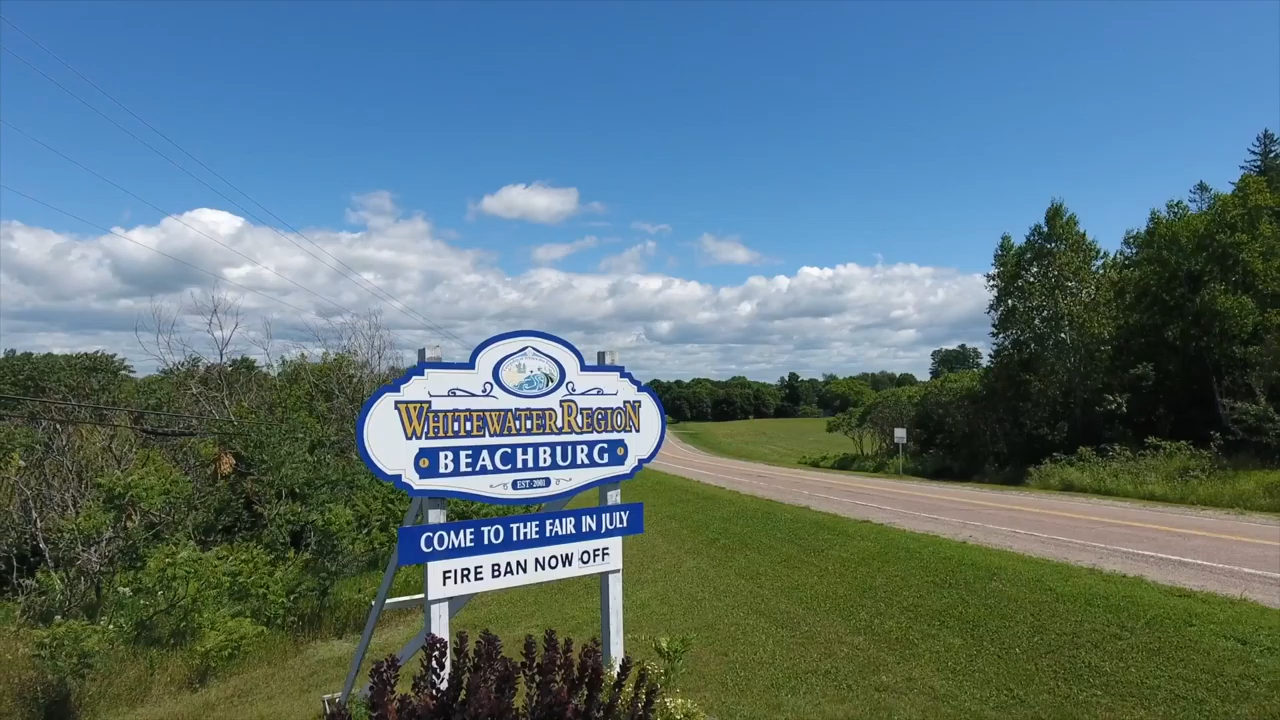 WHITEWATER REGION
BEACHBURG
EST • 2001
COME TO THE FAIR IN JULY
FIRE BAN NOW OFF